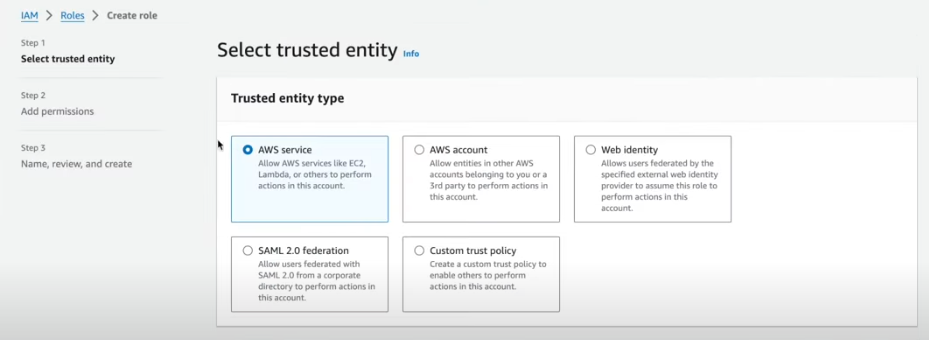 IAM > Roles > Create role
Step 1
Select trusted entity
Step 2
Add permissions
Step 3
Name, review, and create
Select trusted entity Info
Trusted entity type
AWS service
Allow AWS services like EC2,
Lambda, or others to perform
actions in this account.
AWS account
Allow entities in other AWS
accounts belonging to you or a
3rd party to perform actions in
this account.
Web identity
Allows users federated by the
specified external web identity
provider to assume this role to
perform actions in this
account.
SAML 2.0 federation
Allow users federated with
SAML 2.0 from a corporate
directory to perform actions in
this account.
Custom trust policy
Create a custom trust policy to
enable others to perform
actions in this account.